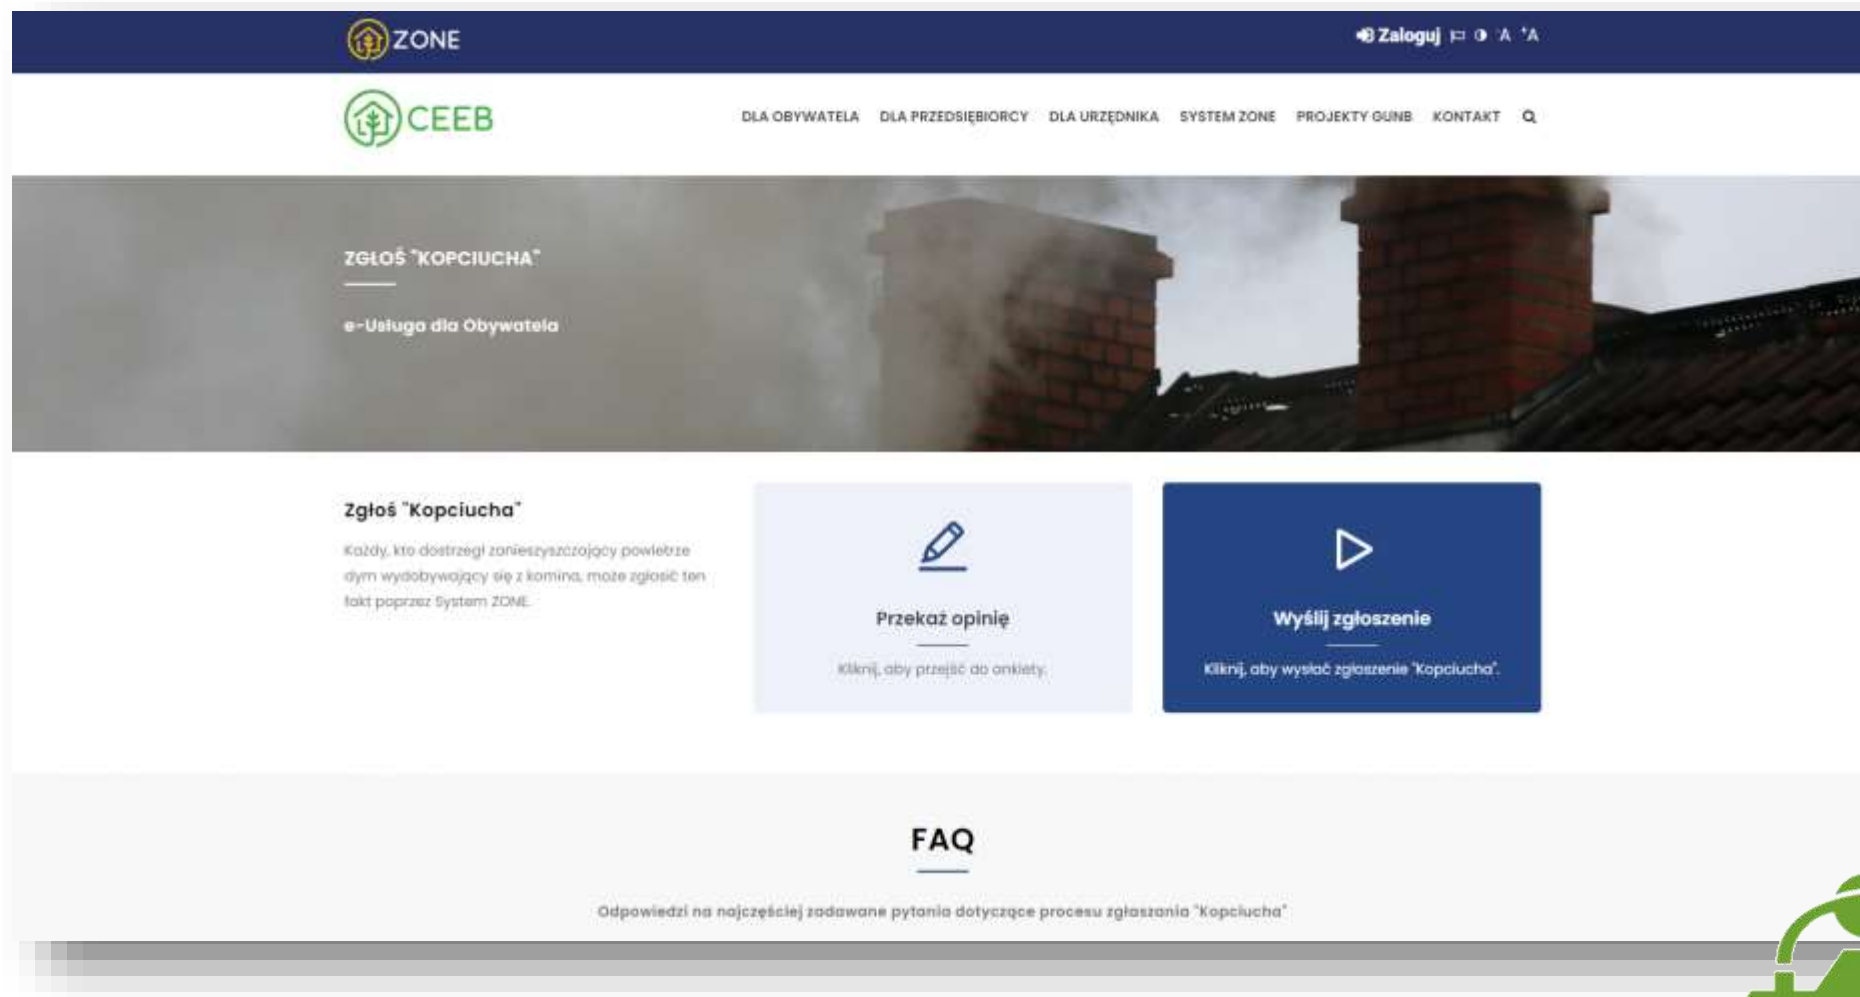 ZONE
Zaloguj A +A
CEEB
DLA OBYWATELA DLA PRZEDSIĘBIORCY DLA URZĘDNIKA SYSTEM ZONE PROJEKTY GUNB KONTAKT
ZGŁOŚ "KOPCIUCHA"
e-Usługa dla Obywatela
Zgłoś "Kopciucha"
Każdy, kto dostrzegł zanieszyszczający powietrze
dym wydobywający się z komina, może zgłosić ten
fakt poprzez System ZONE.
Przekaż opinię
Kliknij, aby przejść do ankiety.
Wyślij zgłoszenie
Kliknij, aby wysłać zgłoszenie "Kopciucha".
FAQ
Odpowiedzi na najczęściej zadawane pytania dotyczące procesu zgłaszania "Kopciucha"